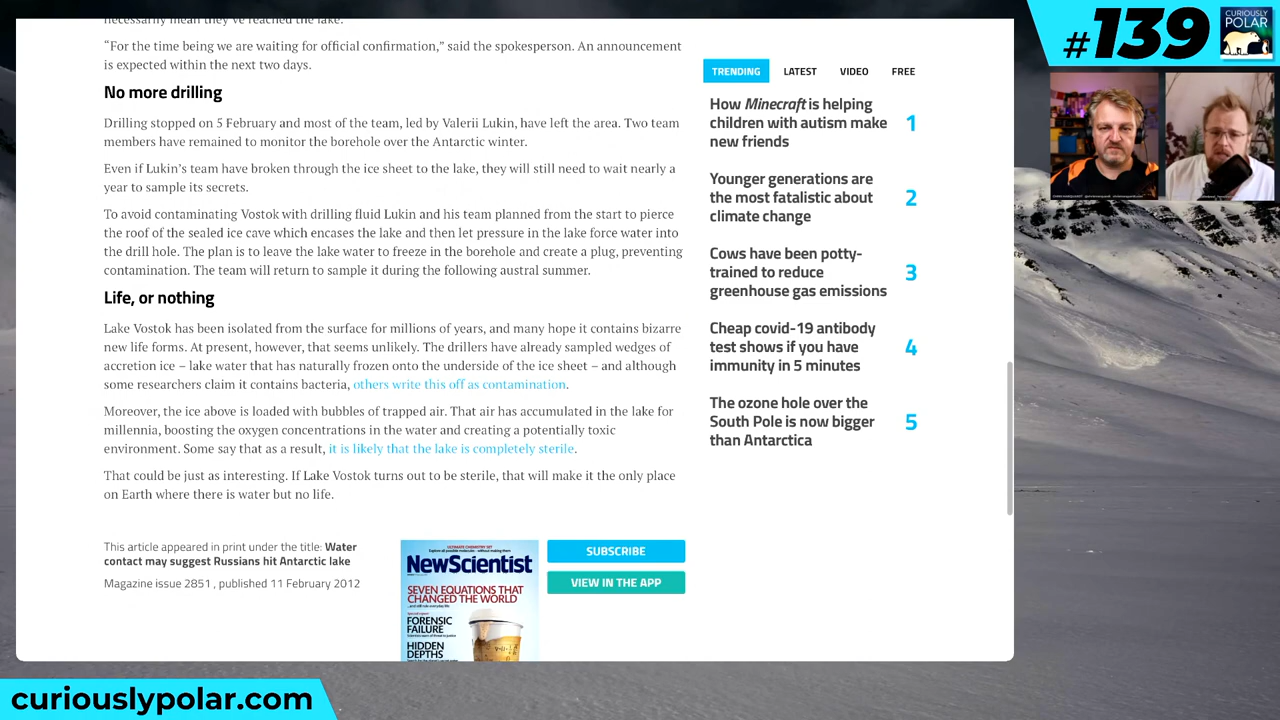 necessarily mean they've reached the lake.
“For the time being we are waiting for official confirmation,” said the spokesperson. An announcement
is expected within the next two days.
No more drilling
Drilling stopped on 5 February and most of the team, led by Valerii Lukin, have left the area. Two team
members have remained to monitor the borehole over the Antarctic winter.
Even if Lukin’s team have broken through the ice sheet to the lake, they will still need to wait nearly a
year to sample its secrets.
To avoid contaminating Vostok with drilling fluid Lukin and his team planned from the start to pierce
the roof of the sealed ice cave which encases the lake and then let pressure in the lake force water into
the drill hole. The plan is to leave the lake water to freeze in the borehole and create a plug, preventing
contamination. The team will return to sample it during the following austral summer.
Life, or nothing
Lake Vostok has been isolated from the surface for millions of years, and many hope it contains bizarre
new life forms. At present, however, that seems unlikely. The drillers have already sampled wedges of
accretion ice – lake water that has naturally frozen onto the underside of the ice sheet – and although
some researchers claim it contains bacteria, others write this off as contamination.
Moreover, the ice above is loaded with bubbles of trapped air. That air has accumulated in the lake for
millennia, boosting the oxygen concentrations in the water and creating a potentially toxic
environment. Some say that as a result, it is likely that the lake is completely sterile.
That could be just as interesting. If Lake Vostok turns out to be sterile, that will make it the only place
on Earth where there is water but no life.
This article appeared in print under the title: Water
contact may suggest Russians hit Antarctic lake
Magazine issue 2851 , published 11 February 2012
NewScientist
SEVEN EQUATIONS THAT
CHANGED THE WORLD
FORENSIC
FAILURE
HIDDEN
DEPTHS
SUBSCRIBE
VIEW IN THE APP
TRENDING LATEST VIDEO FREE
How Minecraft is helping
children with autism make
new friends
1
Younger generations are
the most fatalistic about
climate change
2
Cows have been potty-
trained to reduce
greenhouse gas emissions
3
Cheap covid-19 antibody
test shows if you have
immunity in 5 minutes
4
The ozone hole over the
South Pole is now bigger
than Antarctica
5
#139
CURIOUSLY
POLAR
curiouslypolar.com